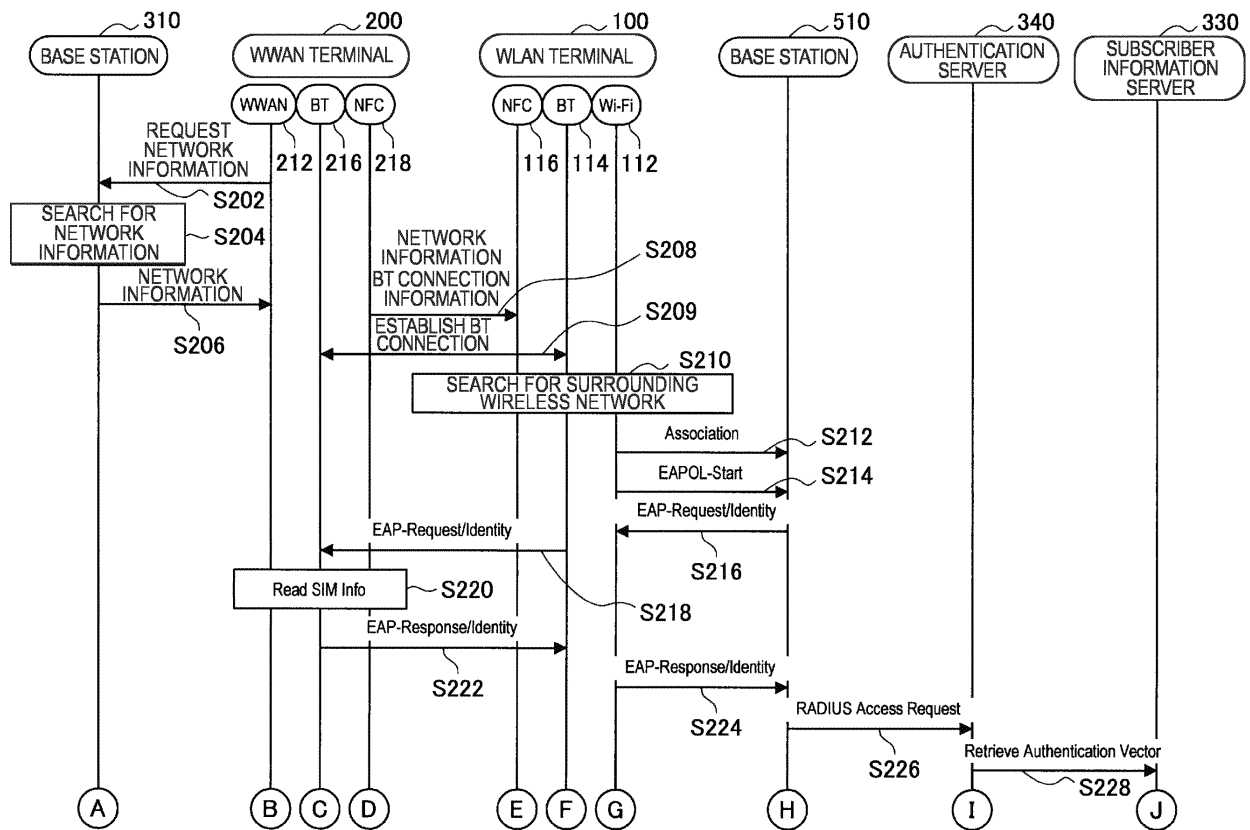 310
200
100
510
340
330
BASE STATION
WWAN TERMINAL
WLAN TERMINAL
BASE STATION
AUTHENTICATION
SERVER
SUBSCRIBER
INFORMATION
SERVER
WWAN
BT
NFC
NFC
BT
Wi-Fi
212
216
218
116
114
112
REQUEST
NETWORK
INFORMATION
S202
SEARCH FOR
NETWORK
INFORMATION
S204
NETWORK
INFORMATION
S206
NETWORK
INFORMATION
BT CONNECTION
INFORMATION
S208
ESTABLISH BT
CONNECTION
S209
S210
SEARCH FOR SURROUNDING
WIRELESS NETWORK
Association
S212
EAPOL-Start
S214
EAP-Request/Identity
S216
EAP-Request/Identity
S218
Read SIM Info
S220
EAP-Response/Identity
S222
EAP-Response/Identity
S224
RADIUS Access Request
S226
Retrieve Authentication Vector
S228
A
B
C
D
E
F
G
H
I
J